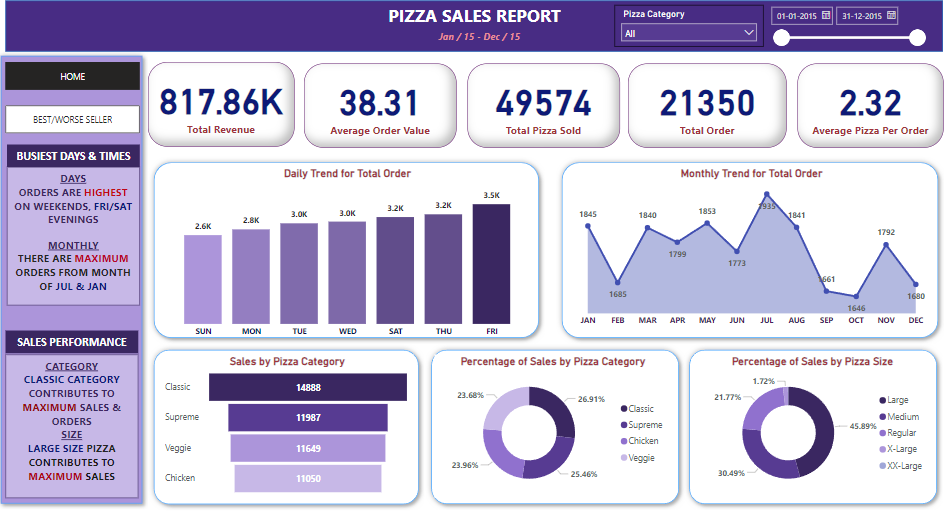 PIZZA SALES REPORT
Jan / 15 - Dec / 15
Pizza Category
All
01-01-2015
31-12-2015
HOME
BEST/WORSE SELLER
BUSIEST DAYS & TIMES
DAYS
ORDERS ARE HIGHEST
ON WEEKENDS, FRI/SAT
EVENINGS
MONTHLY
THERE ARE MAXIMUM
ORDERS FROM MONTH
OF JUL & JAN
SALES PERFORMANCE
CATEGORY
CLASSIC CATEGORY
CONTRIBUTES TO
MAXIMUM SALES &
ORDERS
SIZE
LARGE SIZE PIZZA
CONTRIBUTES TO
MAXIMUM SALES
817.86K
Total Revenue
38.31
Average Order Value
49574
Total Pizza Sold
21350
Total Order
2.32
Average Pizza Per Order
Daily Trend for Total Order
2.6K 2.8K 3.0K 3.0K 3.2K 3.2K 3.5K
SUN MON TUE WED SAT THU FRI
Monthly Trend for Total Order
1845 1685 1840 1799 1853 1773 1935 1841 1661 1646 1792 1680
JAN FEB MAR APR MAY JUN JUL AUG SEP OCT NOV DEC
Sales by Pizza Category
Classic 14888
Supreme 11987
Veggie 11649
Chicken 11050
Percentage of Sales by Pizza Category
23.68% 26.91%
23.96% 25.46%
Classic
Supreme
Chicken
Veggie
Percentage of Sales by Pizza Size
1.72%
21.77%
45.89%
30.49%
Large
Medium
Regular
X-Large
XX-Large